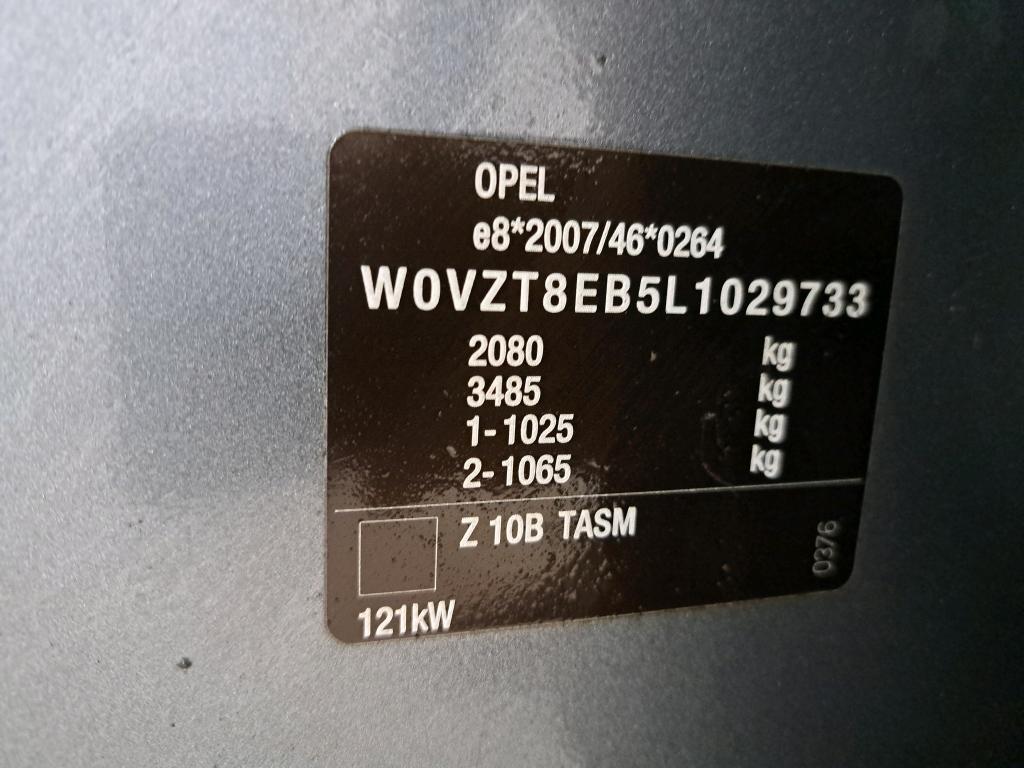 OPEL
e8*2007/46*0264
W0VZT8EB5L1029733
2080 kg
3485 kg
1-1025 kg
2-1065 kg
Z 10B TASM
0376
121kW